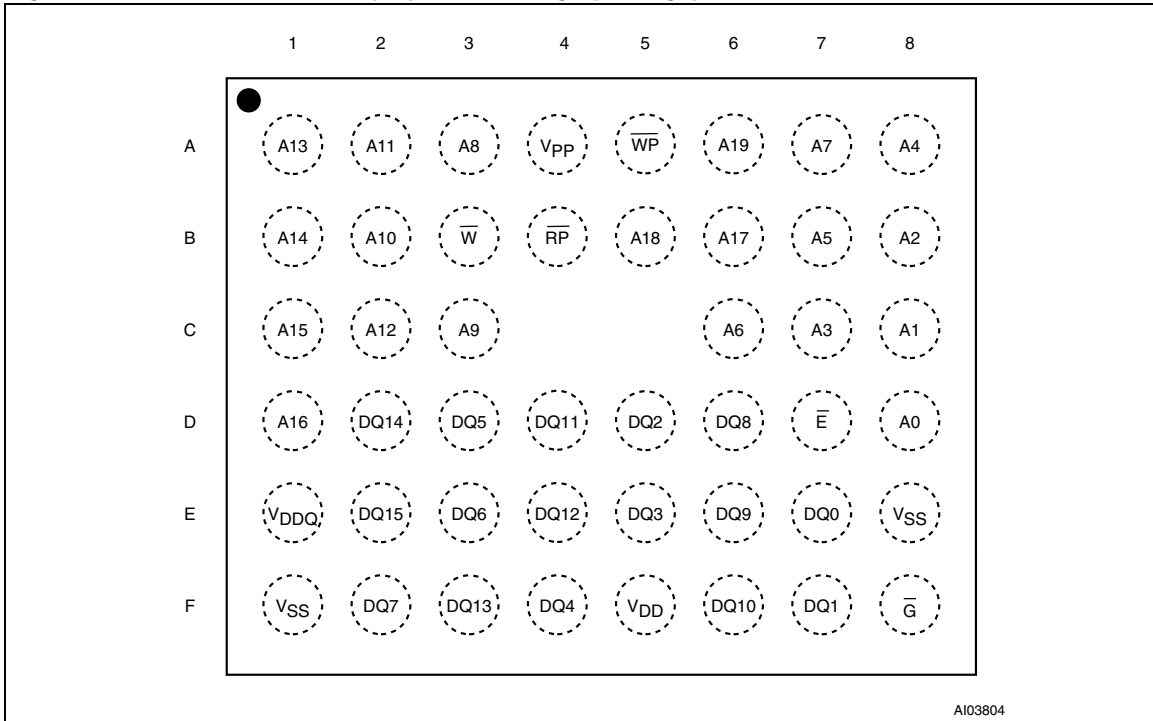 1 2 3 4 5 6 7 8
A A13 A11 A8 VPP W̅P̅ A19 A7 A4
B A14 A10 W̅ R̅P̅ A18 A17 A5 A2
C A15 A12 A9 A6 A3 A1
D A16 DQ14 DQ5 DQ11 DQ2 DQ8 E̅ A0
E VDDQ DQ15 DQ6 DQ12 DQ3 DQ9 DQ0 VSS
F VSS DQ7 DQ13 DQ4 VDD DQ10 DQ1 G̅
AI03804